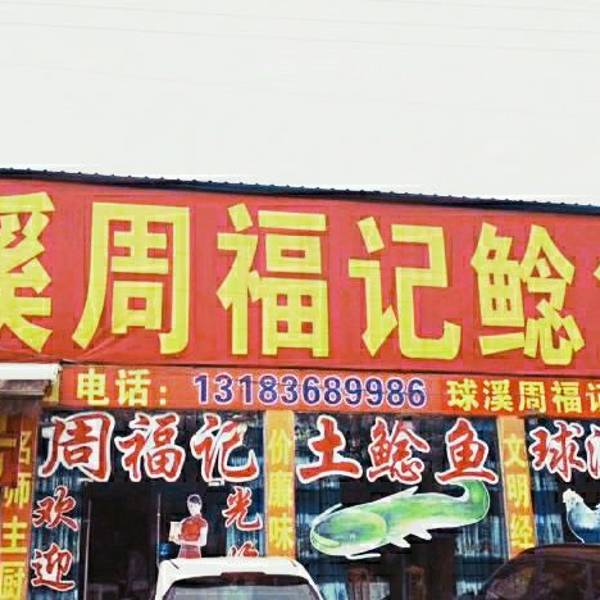 溪周福记鲶
电话：13183689986 球溪周福记
周福记 土鲶鱼 球溪
名师主厨
欢迎
光临
价廉味
文明经